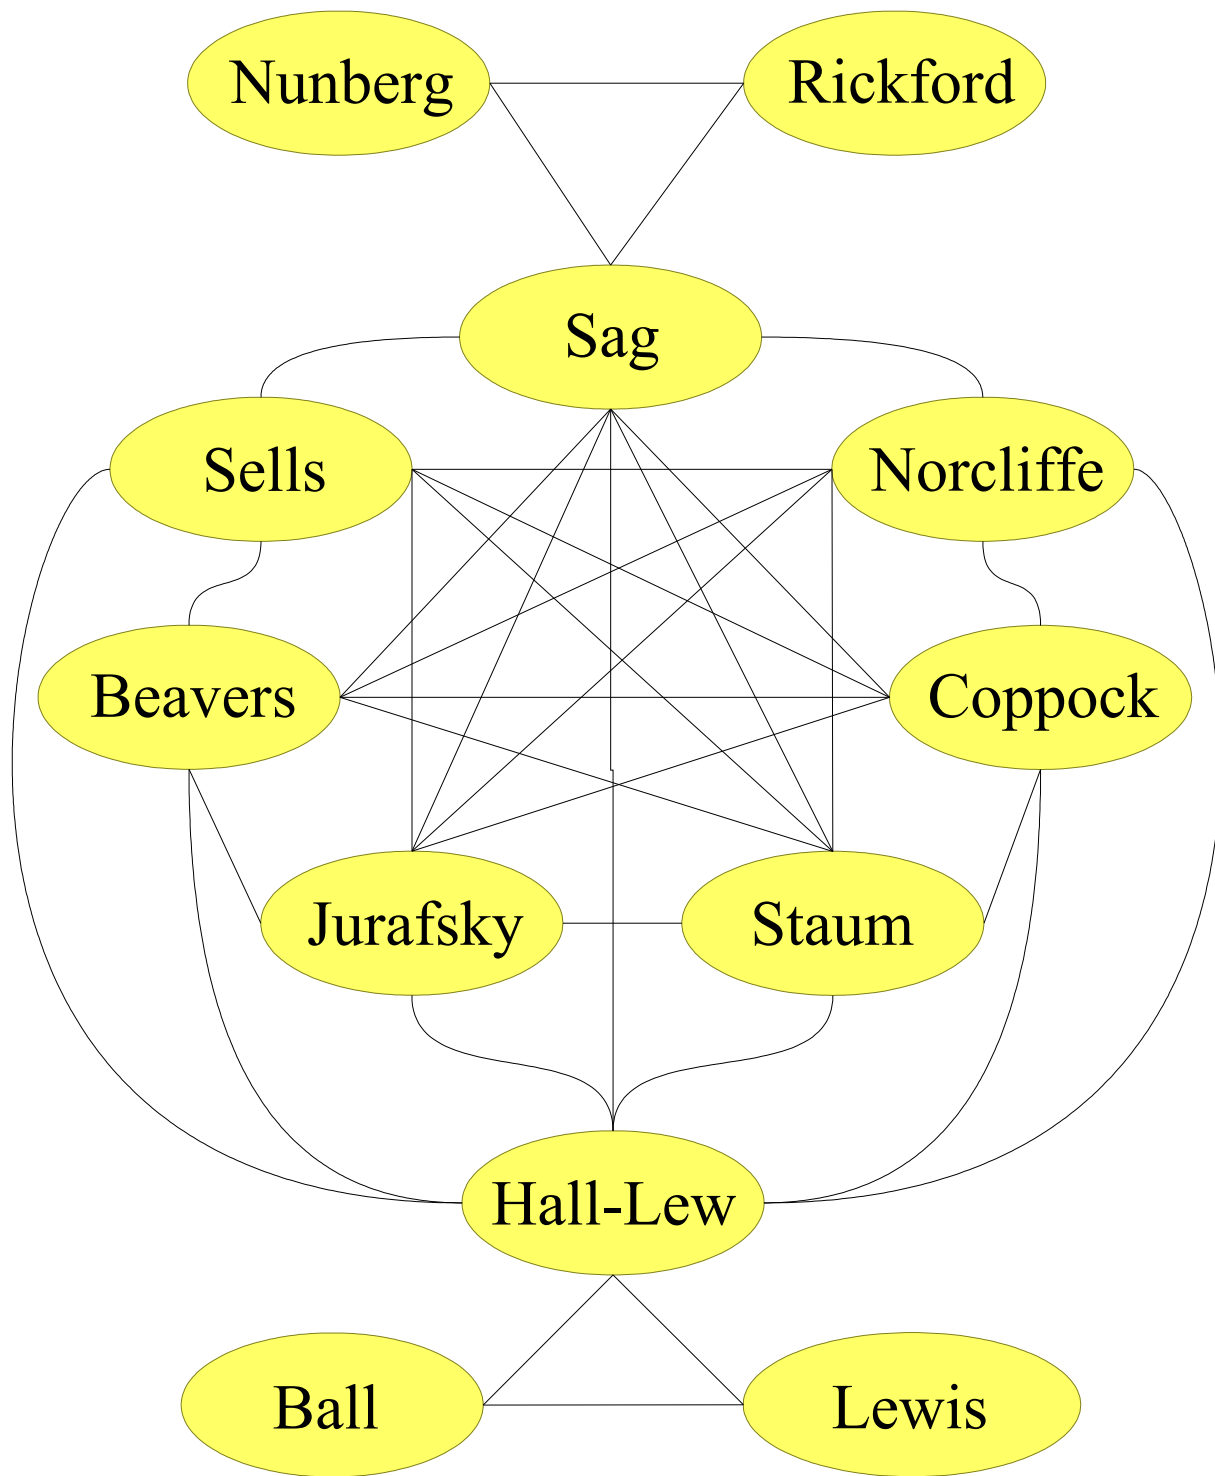 Nunberg
Rickford
Sag
Sells
Norcliffe
Beavers
Coppock
Jurafsky
Staum
Hall-Lew
Ball
Lewis